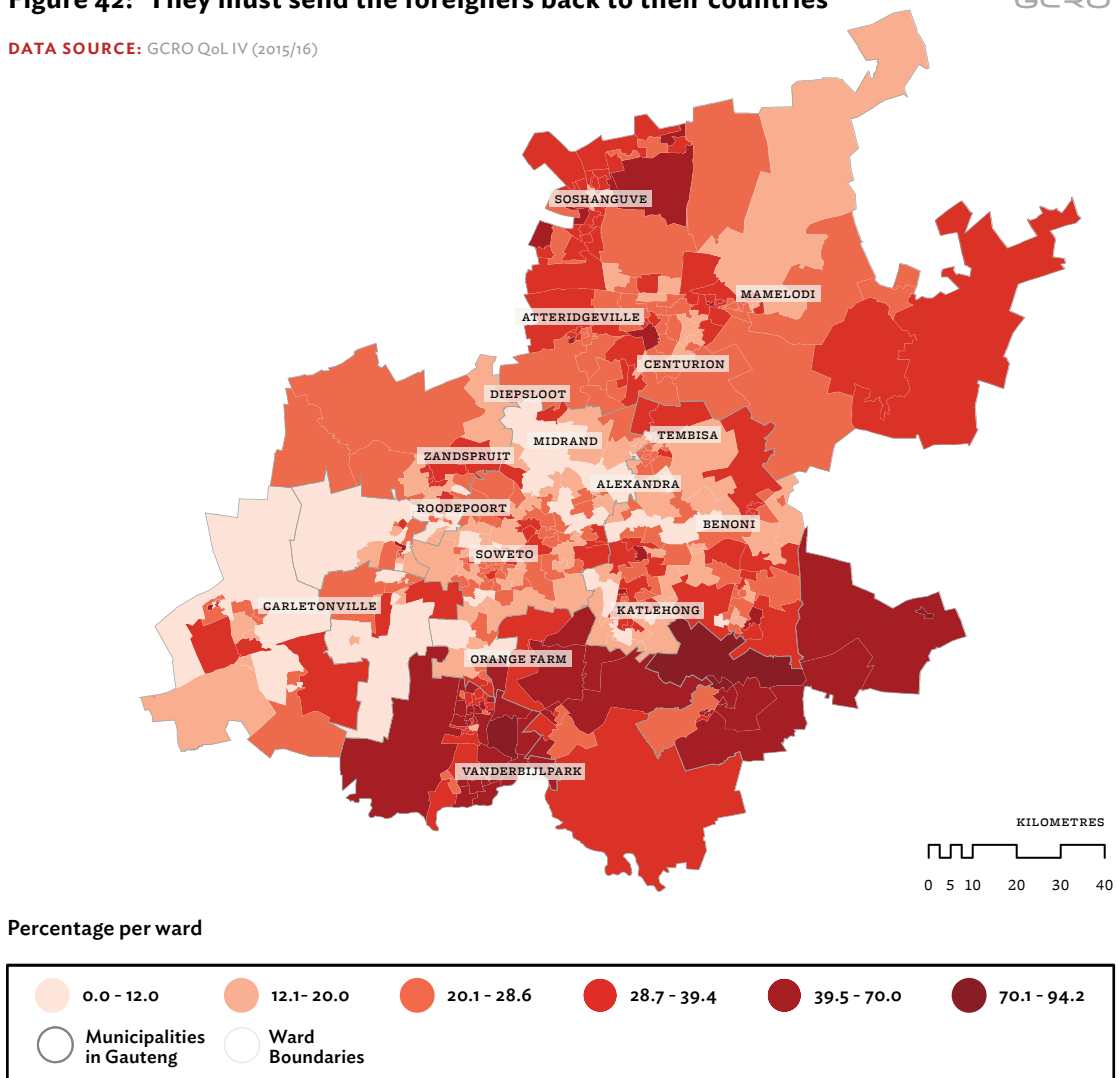 Figure 42: 'They must send the foreigners back to their countries'
GCRO
DATA SOURCE: GCRO QoL IV (2015/16)
SOSHANGUVE
MAMELODI
ATTERIDGEVILLE
CENTURION
DIEPSLOOT
MIDRAND
TEMBISA
ZANDSPRUIT
ALEXANDRA
ROODEPOORT
BENONI
SOWETO
CARLETONVILLE
KATLEHONG
ORANGE FARM
VANDERBIJLPARK
KILOMETRES
0 5 10 20 30 40
Percentage per ward
0.0 - 12.0
12.1- 20.0
20.1 - 28.6
28.7 - 39.4
39.5 - 70.0
70.1 - 94.2
Municipalities
in Gauteng
Ward
Boundaries